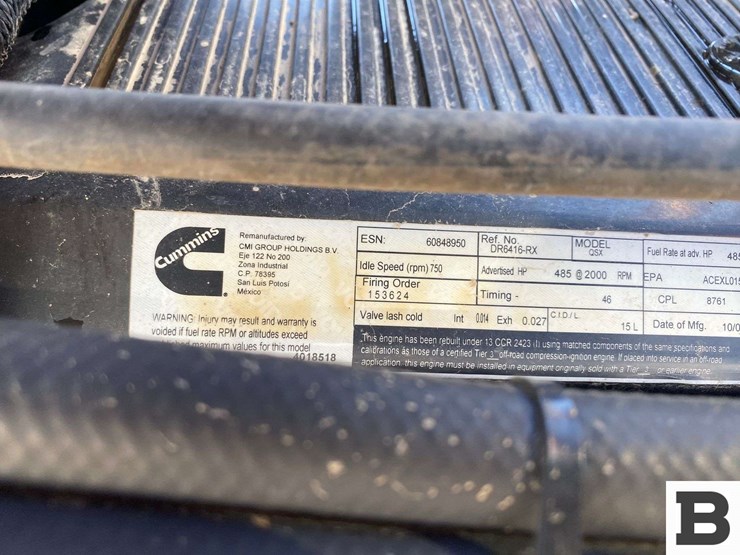 Cummins
Remanufactured by:
CMI GROUP HOLDINGS B.V.
Eje 122 No 200
Zona Industrial
C.P. 78395
San Luis Potosi
México
WARNING: Injury may result and warranty is
voided if fuel rate RPM or altitudes exceed
maximum values for this model
4018518
ESN: 60848950
Ref. No.
DR6416-RX
MODEL
QSX
Fuel Rate at adv. HP 485
Idle Speed (rpm) 750
Advertised HP 485 @ 2000 RPM
EPA ACEXL015
Firing Order
153624
Timing - 46
CPL 8761
Valve lash cold Int 0.014 Exh 0.027
C.I.D./L
15 L
Date of Mfg. 10/0
This engine has been rebuilt under 13 CCR 2423 (l) using matched components of the same specifications and
calibrations as those of a certified Tier 3 off-road compression-ignition engine. If placed into service in an off-road
application, this engine must be installed in equipment originally sold with a Tier 3 or earlier engine.
B